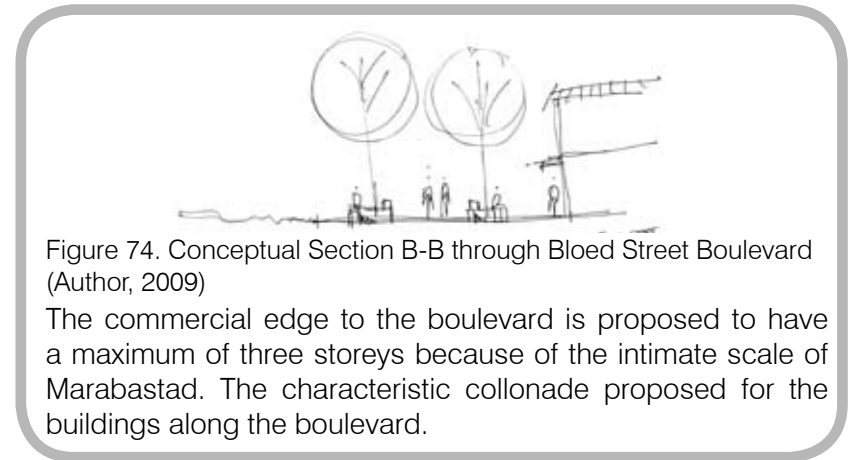 Figure 74. Conceptual Section B-B through Bloed Street Boulevard
(Author, 2009)
The commercial edge to the boulevard is proposed to have
a maximum of three storeys because of the intimate scale of
Marabastad. The characteristic collonade proposed for the
buildings along the boulevard.